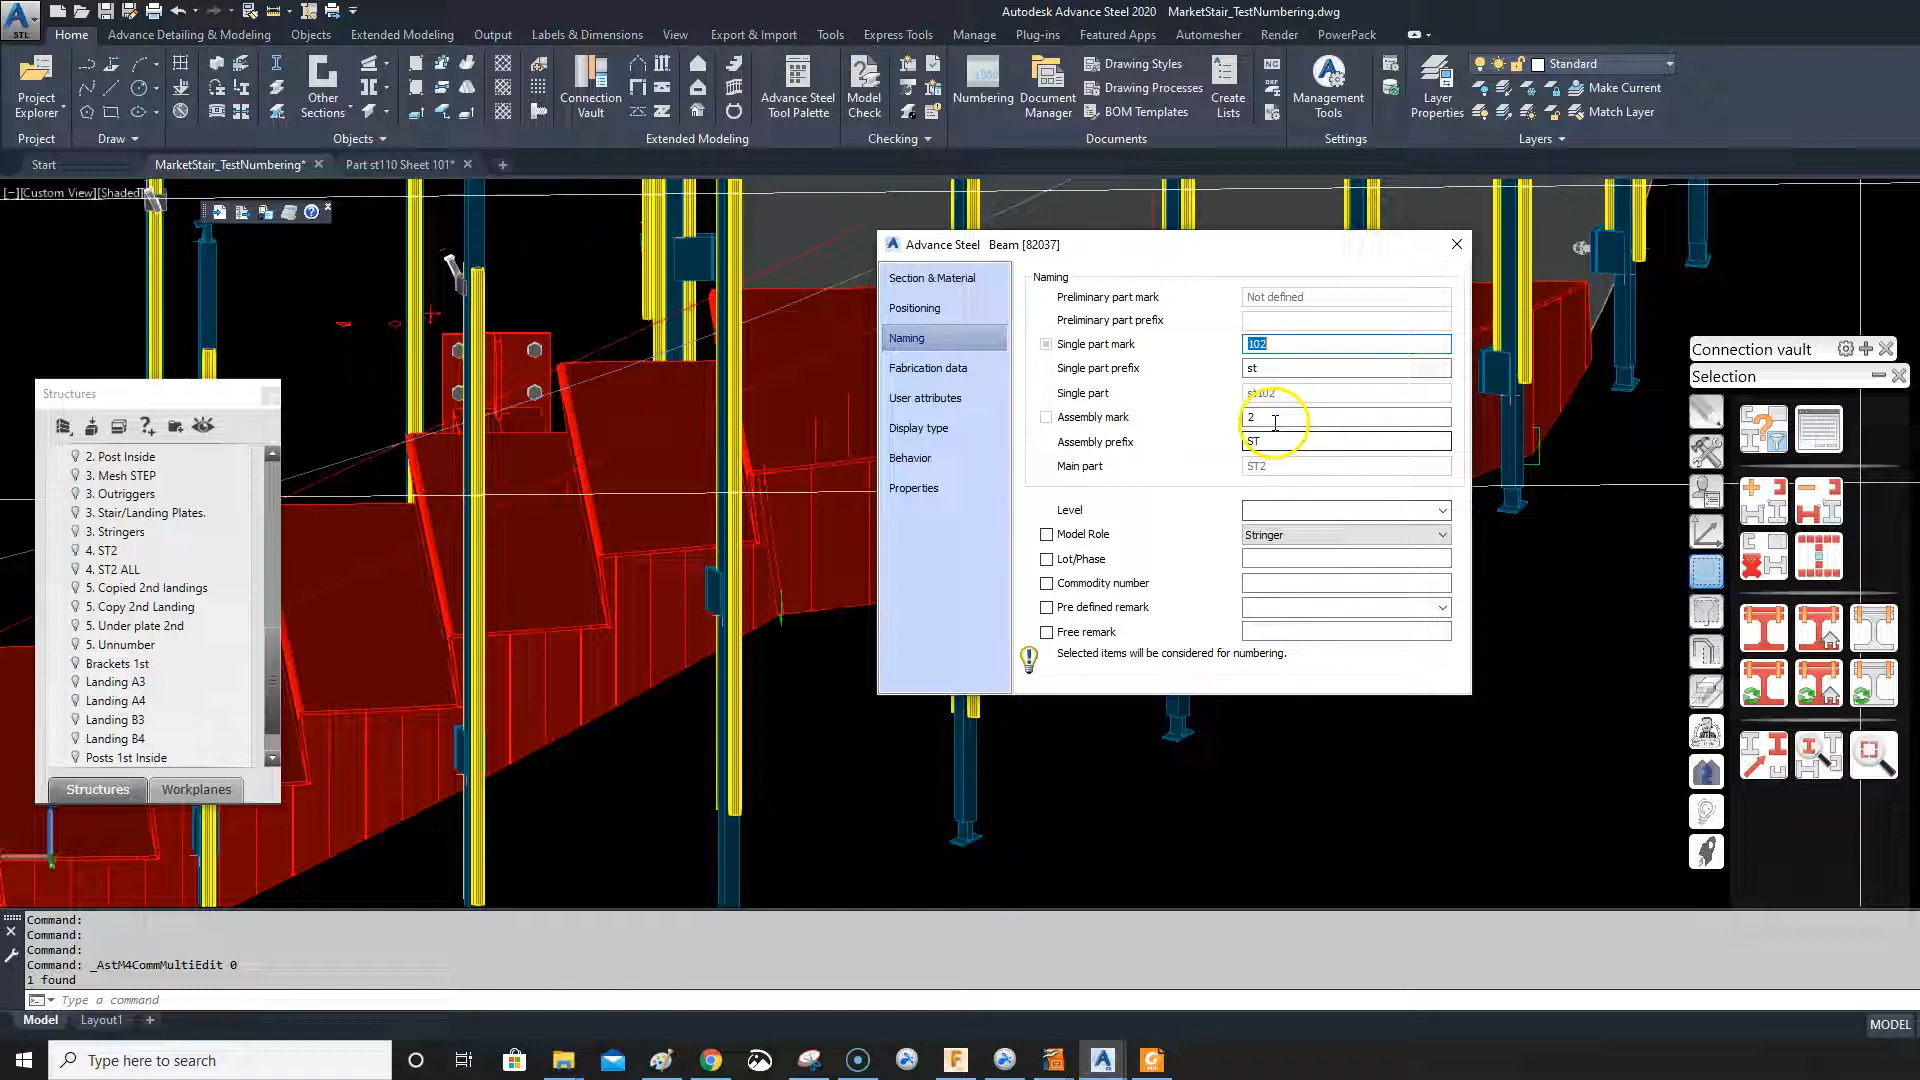 Autodesk Advance Steel 2020 MarketStair_TestNumbering.dwg
STL
Home Advance Detailing & Modeling Objects Extended Modeling Output Labels & Dimensions View Export & Import Tools Express Tools Manage Plug-ins Featured Apps Automesher Render PowerPack
Project Explorer
Other Sections
Connection Vault
Advance Steel Tool Palette
Model Check
Numbering
Document Manager
Drawing Styles
Drawing Processes
BOM Templates
Create Lists
NC
DXF
Management Tools
Layer Properties
Standard
Make Current
Match Layer
Project Draw Objects Extended Modeling Checking Documents Settings Layers
Start MarketStair_TestNumbering* Part st110 Sheet 101*
[−][Custom View][Shaded]
Structures
2. Post Inside
3. Mesh STEP
3. Outriggers
3. Stair/Landing Plates.
3. Stringers
4. ST2
4. ST2 ALL
5. Copied 2nd landings
5. Copy 2nd Landing
5. Under plate 2nd
5. Unnumber
Brackets 1st
Landing A3
Landing A4
Landing B3
Landing B4
Posts 1st Inside
Structures Workplanes
Advance Steel Beam [82037]
Section & Material
Positioning
Naming
Fabrication data
User attributes
Display type
Behavior
Properties
Naming
Preliminary part mark Not defined
Preliminary part prefix
Single part mark 102
Single part prefix st
Single part st102
Assembly mark 2
Assembly prefix ST
Main part ST2
Level
Model Role Stringer
Lot/Phase
Commodity number
Pre defined remark
Free remark
Selected items will be considered for numbering.
Connection vault
Selection
Command:
Command:
Command:
Command: _AstM4CommMultiEdit 0
1 found
Type a command
Model Layout1
MODEL
Type here to search